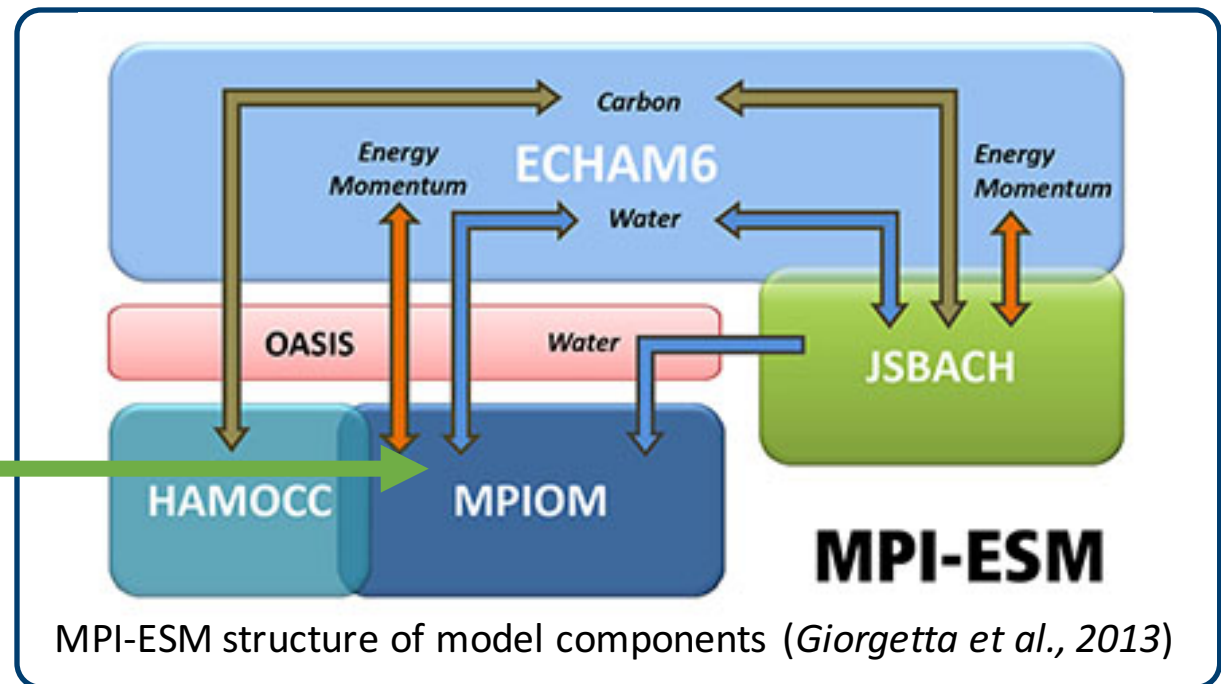 Carbon
Energy
Momentum
ECHAM6
Energy
Momentum
Water
OASIS
Water
JSBACH
HAMOCC
MPIOM
MPI-ESM
MPI-ESM structure of model components (Giorgetta et al., 2013)